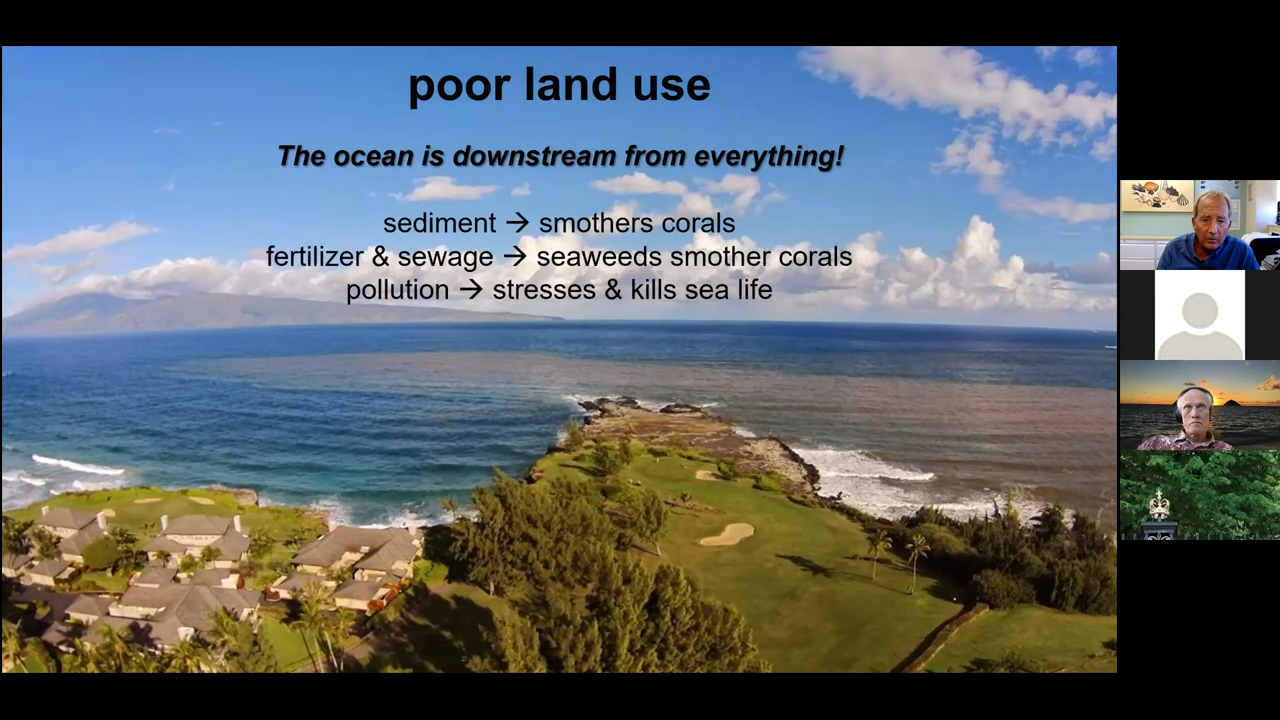 poor land use
The ocean is downstream from everything!
sediment → smothers corals
fertilizer & sewage → seaweeds smother corals
pollution → stresses & kills sea life